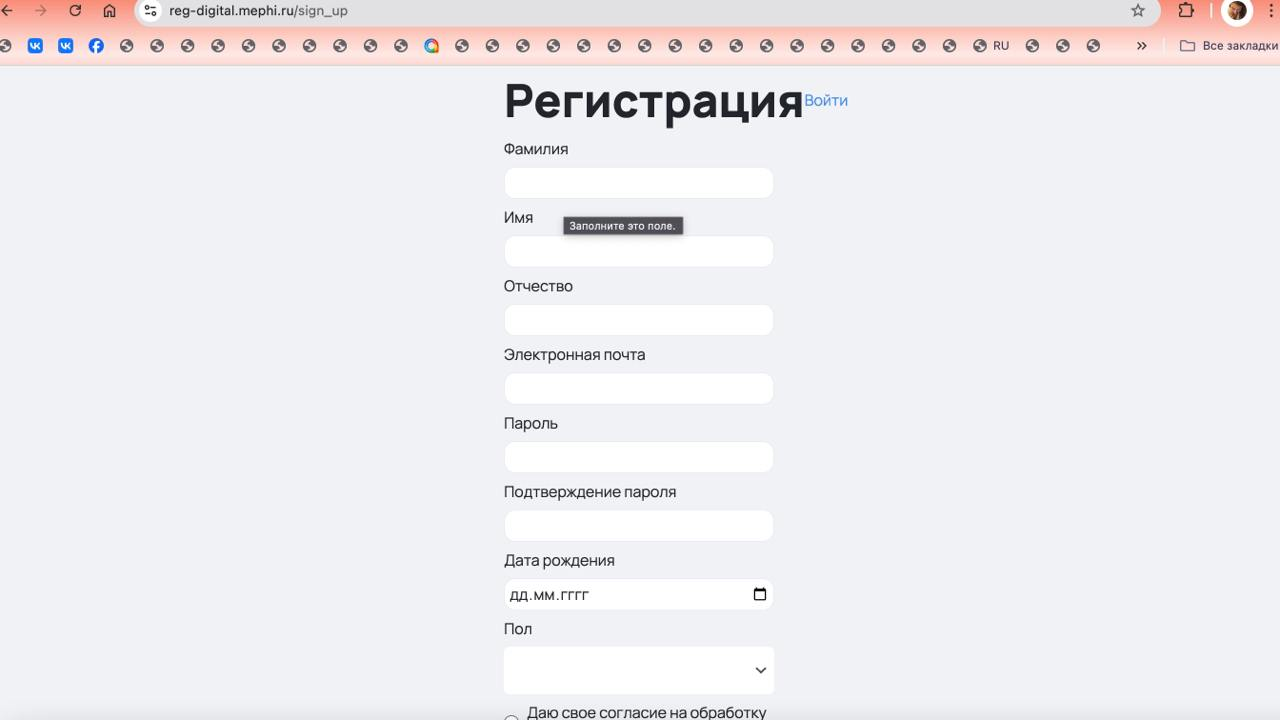 reg-digital.mephi.ru/sign_up
RU
Все закладки
Регистрация
Войти
Фамилия
Имя
Заполните это поле.
Отчество
Электронная почта
Пароль
Подтверждение пароля
Дата рождения
дд.мм.гггг
Пол
Даю свое согласие на обработку